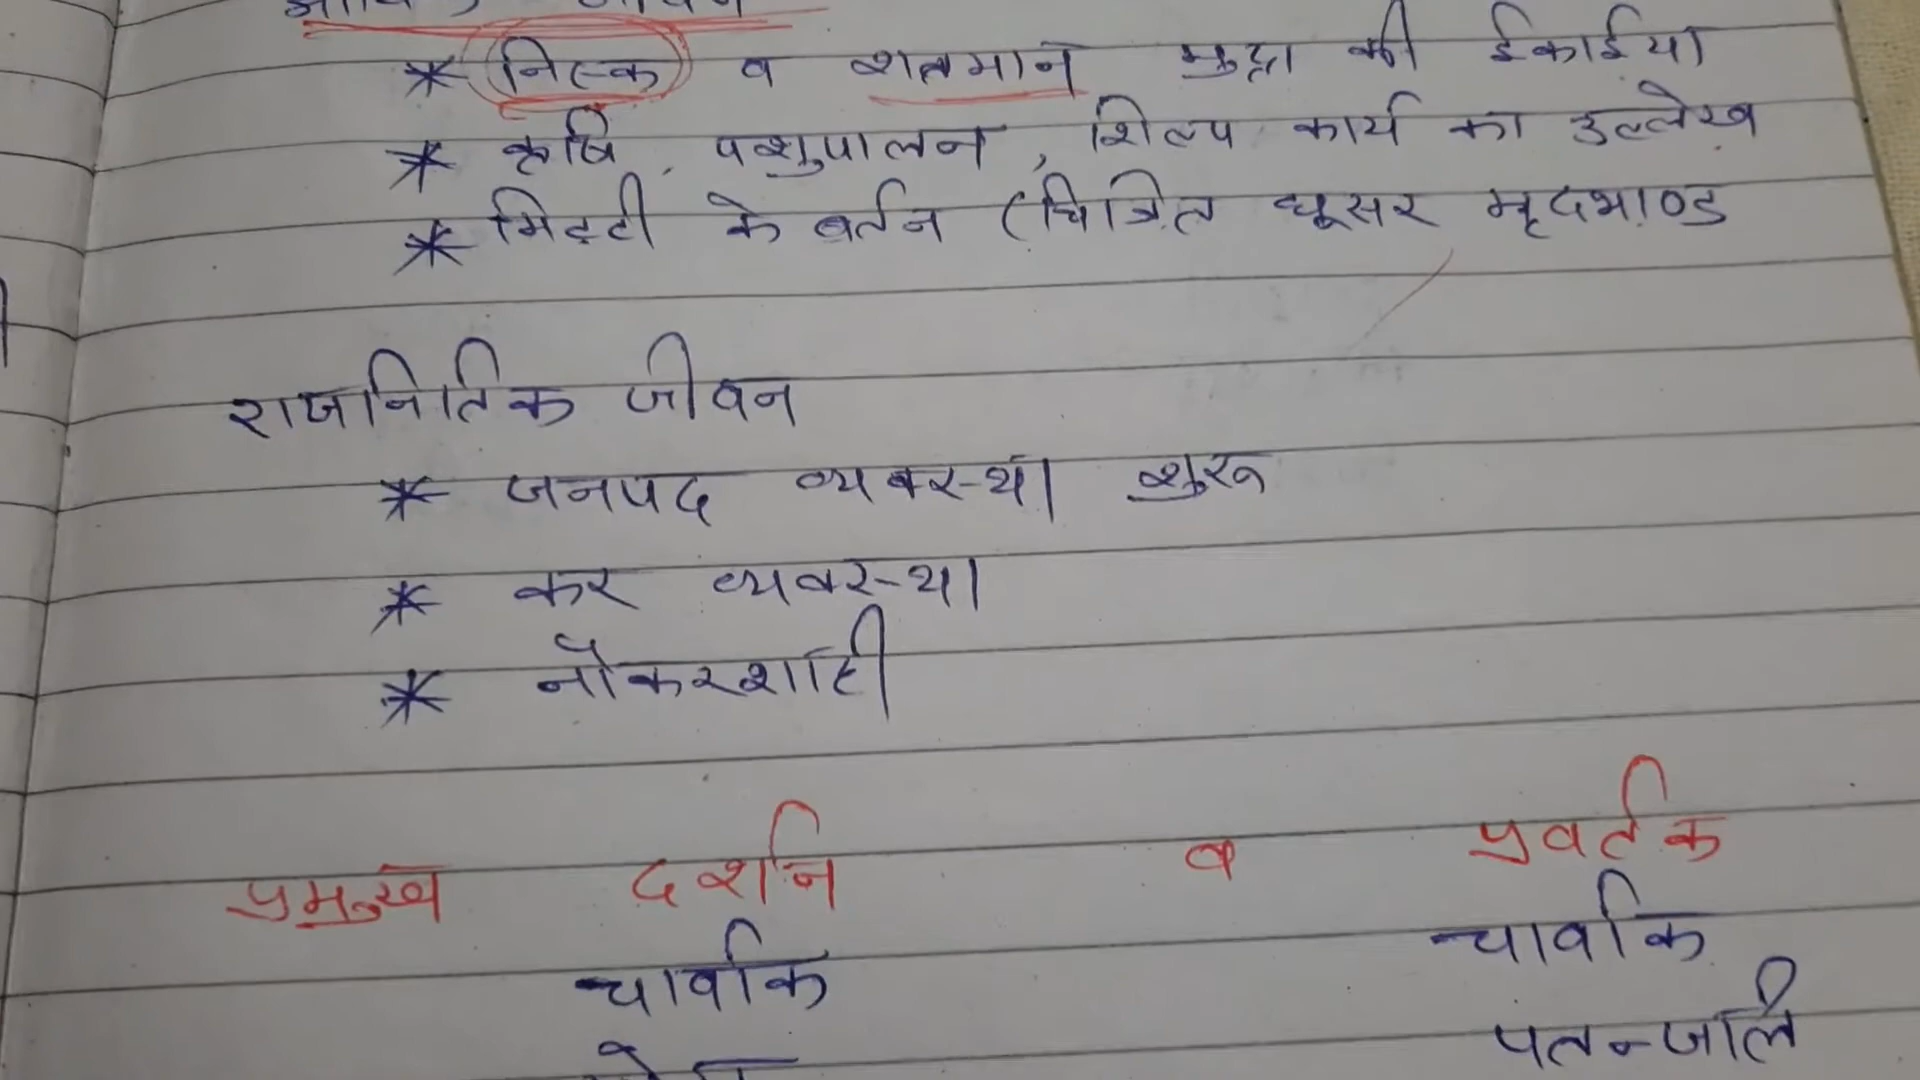 * निस्क व शतमान मुद्रा की ईकाईया
* कृषि, पशुपालन, शिल्प कार्य का उल्लेख
* मिट्टी के बर्तन (चित्रित धूसर मृदभाण्ड
राजनितिक जीवन
* जनपद व्यवस्था शुरू
* कर व्यवस्था
* नौकरशाही
प्रमुख दर्शन व प्रवर्तक
चार्वाक चार्वाक
पतन्जलि